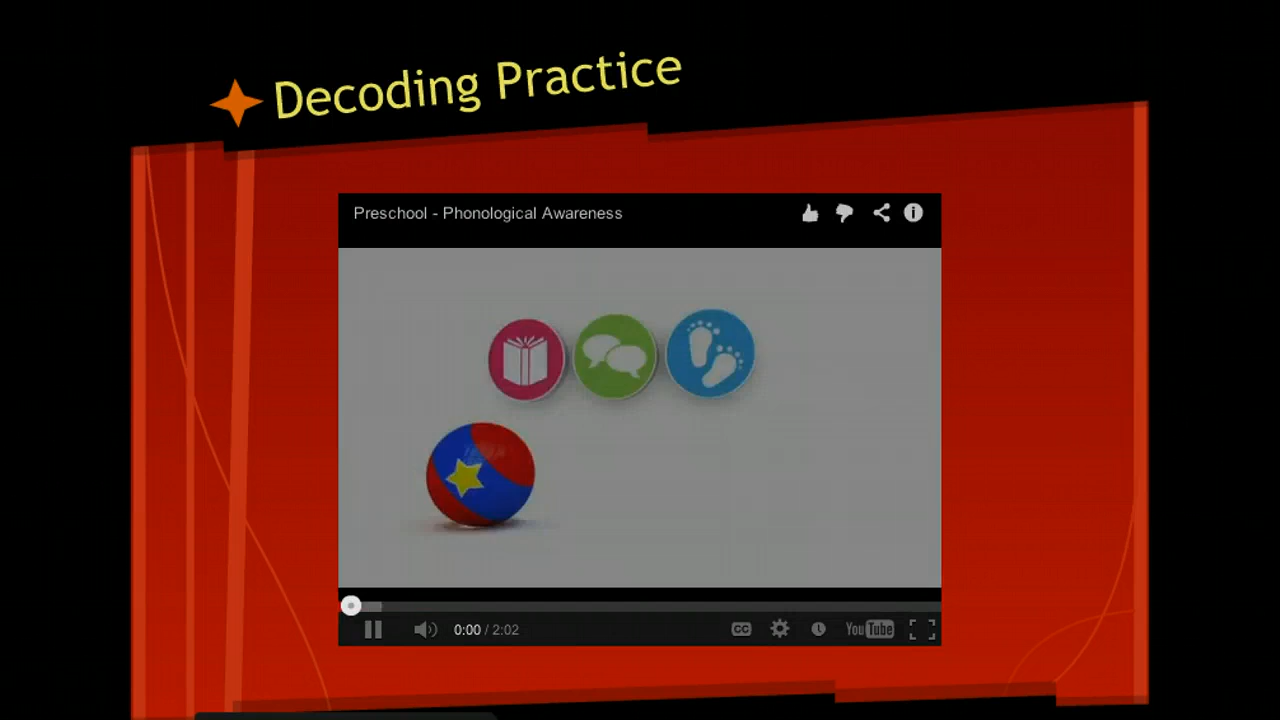 Decoding Practice
Preschool - Phonological Awareness
0:00 / 2:02
CC
YouTube